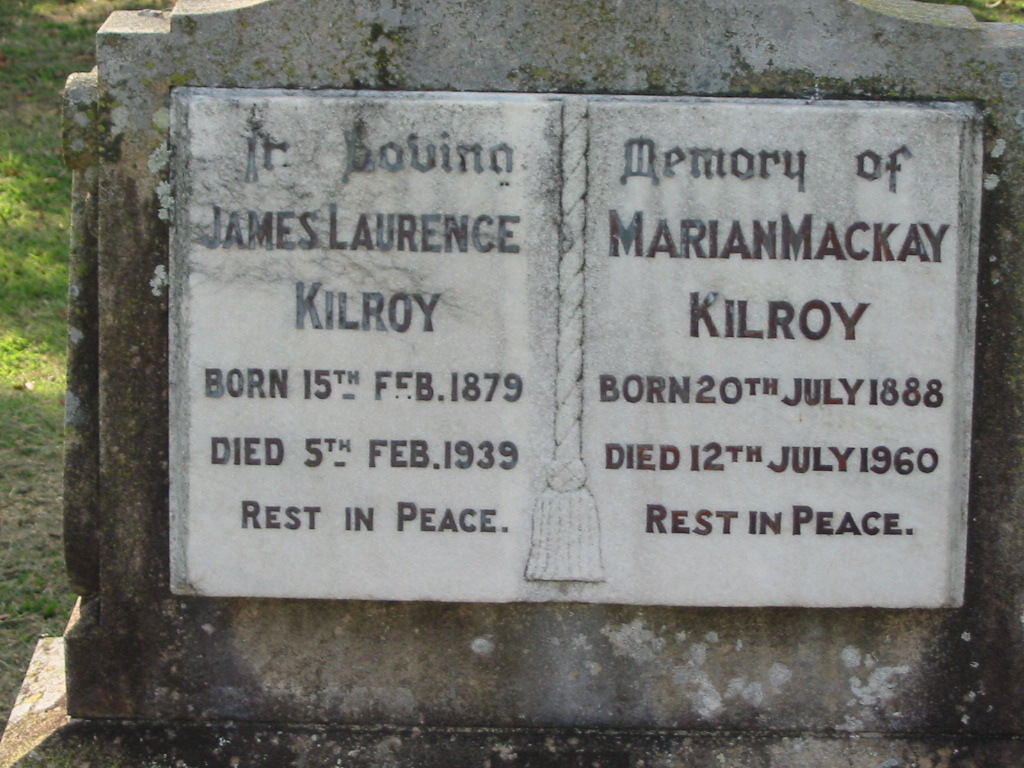 In Loving Memory of
JAMES LAURENCE
KILROY
BORN 15TH FEB. 1879
DIED 5TH FEB. 1939
REST IN PEACE.
MARIAN MACKAY
KILROY
BORN 20TH JULY 1888
DIED 12TH JULY 1960
REST IN PEACE.